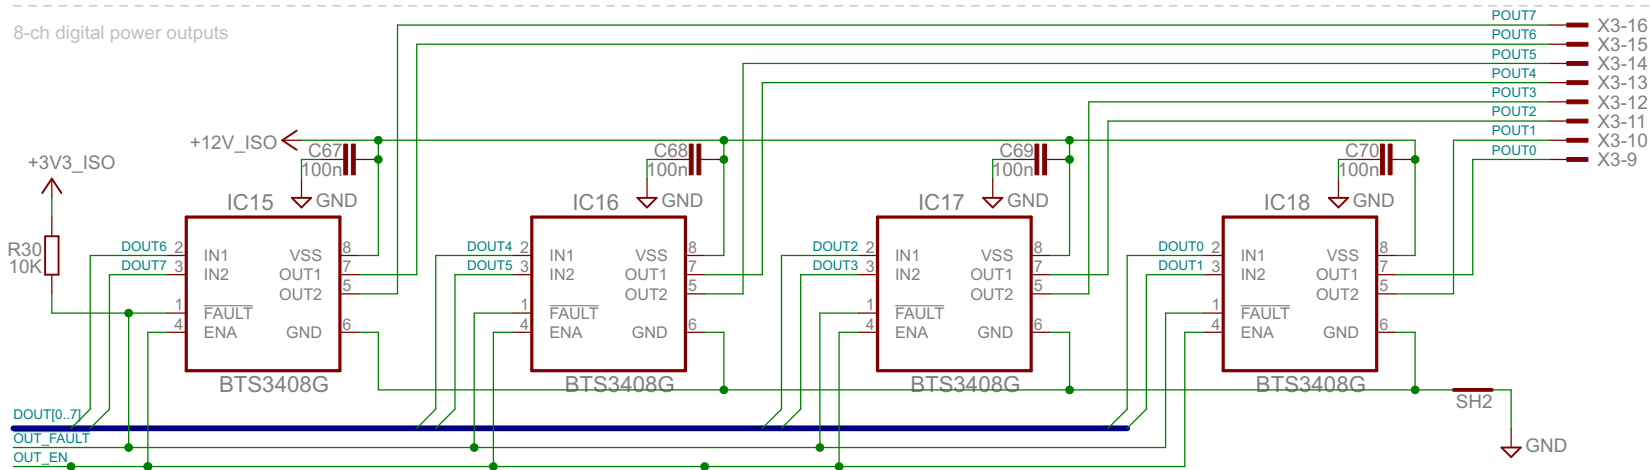 8-ch digital power outputs
POUT7
X3-16
POUT6
X3-15
POUT5
X3-14
POUT4
X3-13
POUT3
X3-12
POUT2
X3-11
POUT1
X3-10
POUT0
X3-9
+12V_ISO
+3V3_ISO
R30
10K
C67
100n
GND
C68
100n
GND
C69
100n
GND
C70
100n
GND
IC15
DOUT6 2 IN1 VSS 8
DOUT7 3 IN2 OUT1 7
OUT2 5
1 FAULT
4 ENA GND 6
BTS3408G
IC16
DOUT4 2 IN1 VSS 8
DOUT5 3 IN2 OUT1 7
OUT2 5
1 FAULT
4 ENA GND 6
BTS3408G
IC17
DOUT2 2 IN1 VSS 8
DOUT3 3 IN2 OUT1 7
OUT2 5
1 FAULT
4 ENA GND 6
BTS3408G
IC18
DOUT0 2 IN1 VSS 8
DOUT1 3 IN2 OUT1 7
OUT2 5
1 FAULT
4 ENA GND 6
BTS3408G
SH2
GND
DOUT[0..7]
OUT_FAULT
OUT_EN